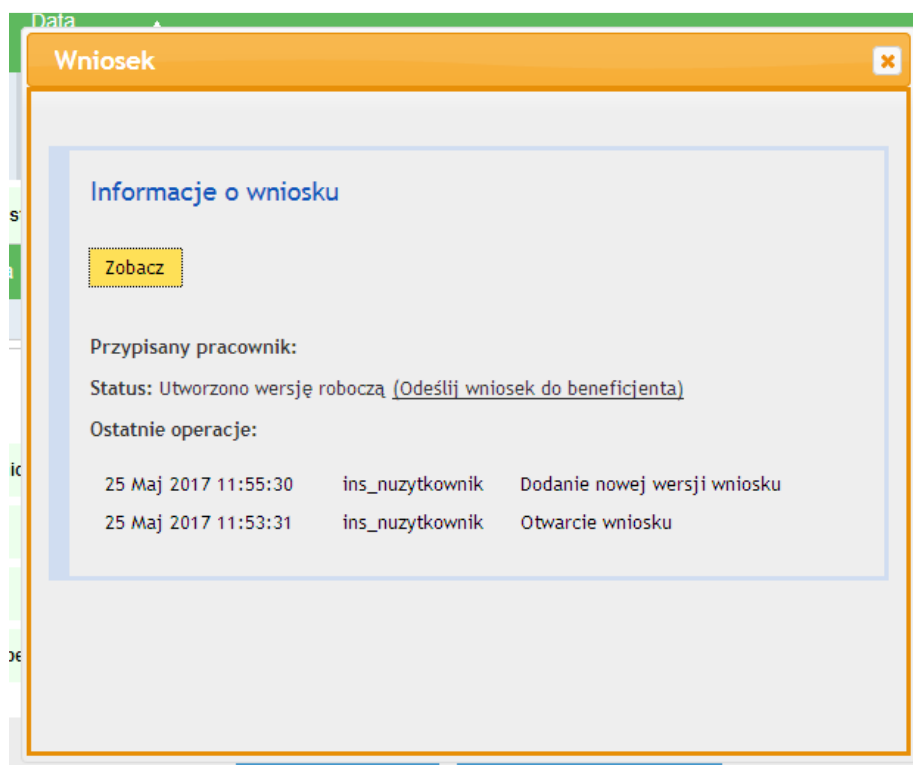 Data
Wniosek
Informacje o wniosku
Zobacz
Przypisany pracownik:
Status: Utworzono wersję roboczą (Odeślij wniosek do beneficjenta)
Ostatnie operacje:
25 Maj 2017 11:55:30 ins_nuzytkownik Dodanie nowej wersji wniosku
25 Maj 2017 11:53:31 ins_nuzytkownik Otwarcie wniosku